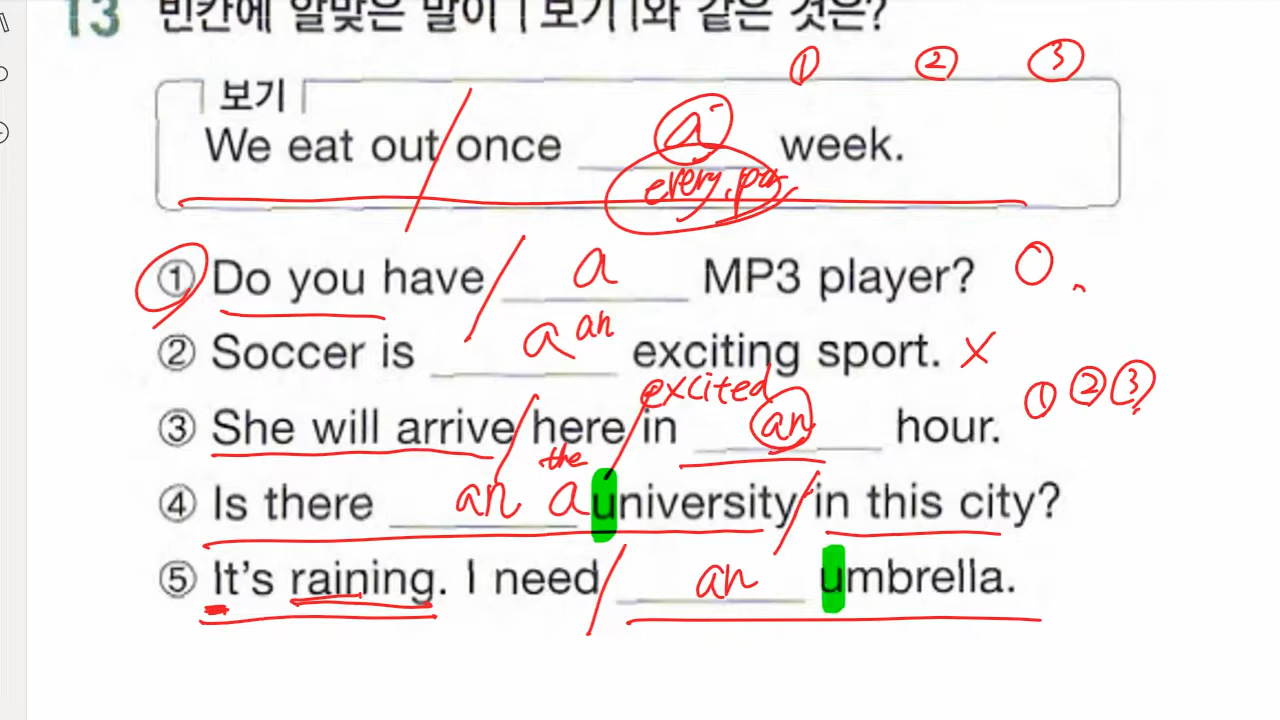 13 빈칸에 알맞은 말이 |보기|와 같은 것은?
① ② ③
보기
We eat out once a week.
every.
① Do you have a MP3 player? O.
② Soccer is a an exciting sport. X
excited ① ② ③
③ She will arrive here in an hour.
the
④ Is there an a university in this city?
⑤ It's raining. I need an umbrella.